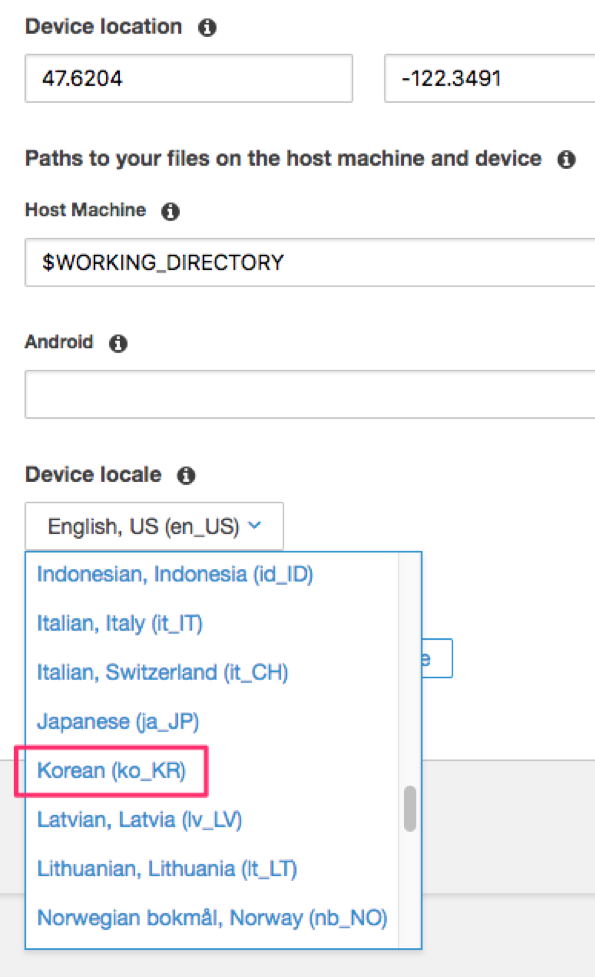 Device location
47.6204
-122.3491
Paths to your files on the host machine and device
Host Machine
$WORKING_DIRECTORY
Android
Device locale
English, US (en_US)
Indonesian, Indonesia (id_ID)
Italian, Italy (it_IT)
Italian, Switzerland (it_CH)
Japanese (ja_JP)
Korean (ko_KR)
Latvian, Latvia (lv_LV)
Lithuanian, Lithuania (lt_LT)
Norwegian bokmål, Norway (nb_NO)